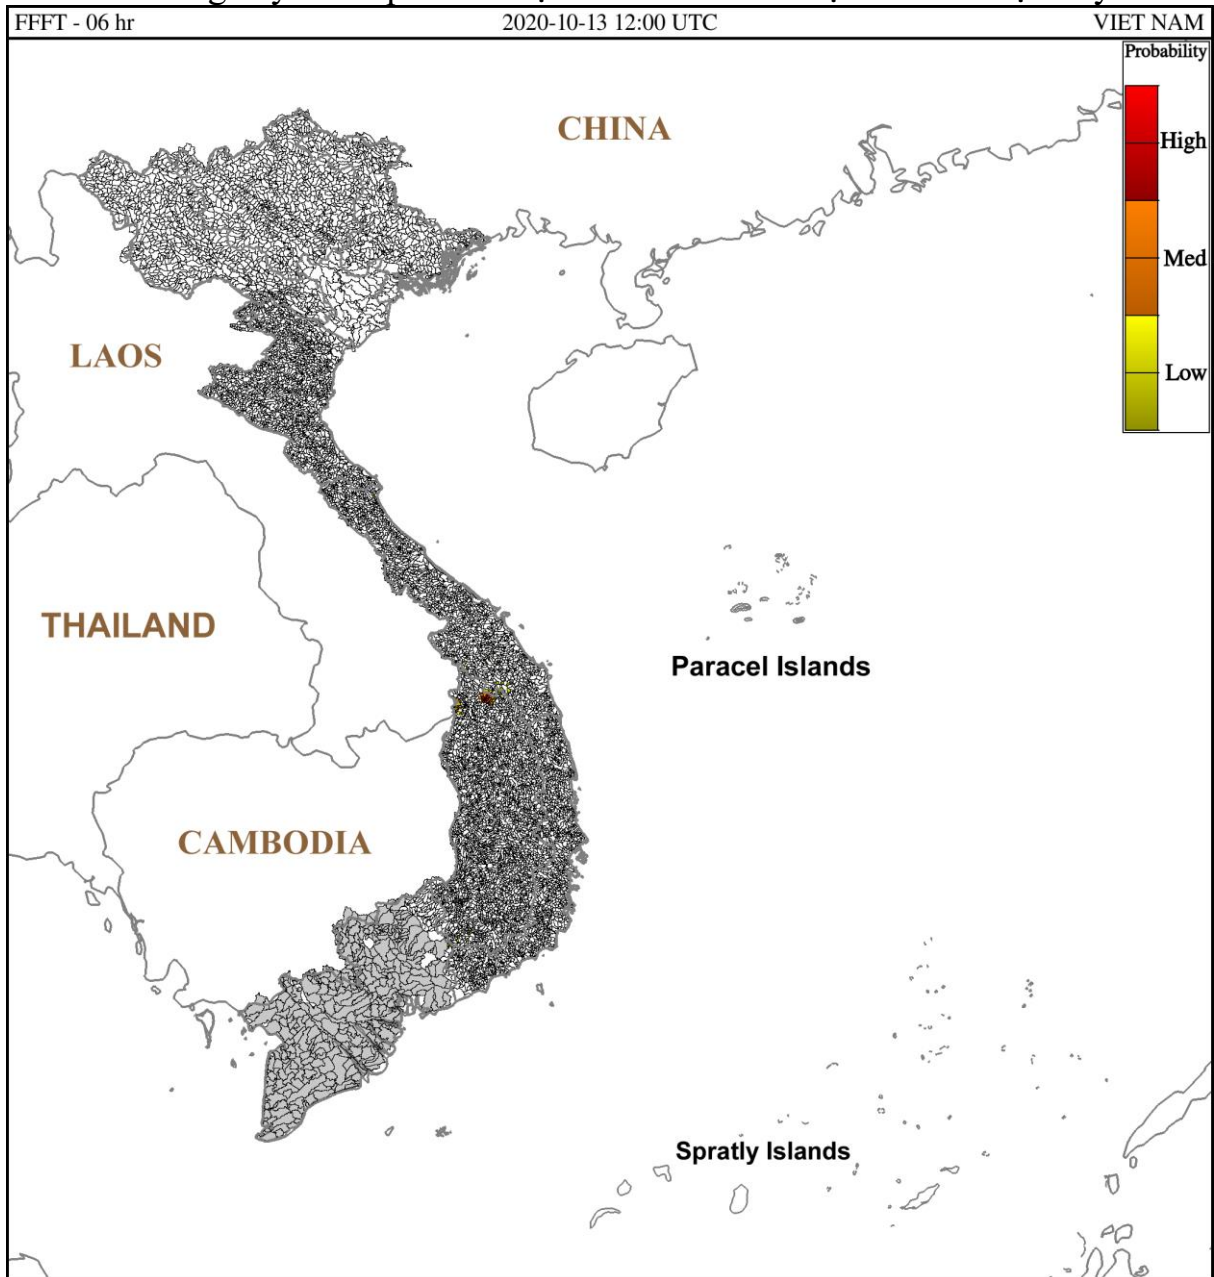 FFFT - 06 hr 2020-10-13 12:00 UTC VIET NAM
Probability
CHINA
High
Med
LAOS
Low
THAILAND
Paracel Islands
CAMBODIA
Spratly Islands